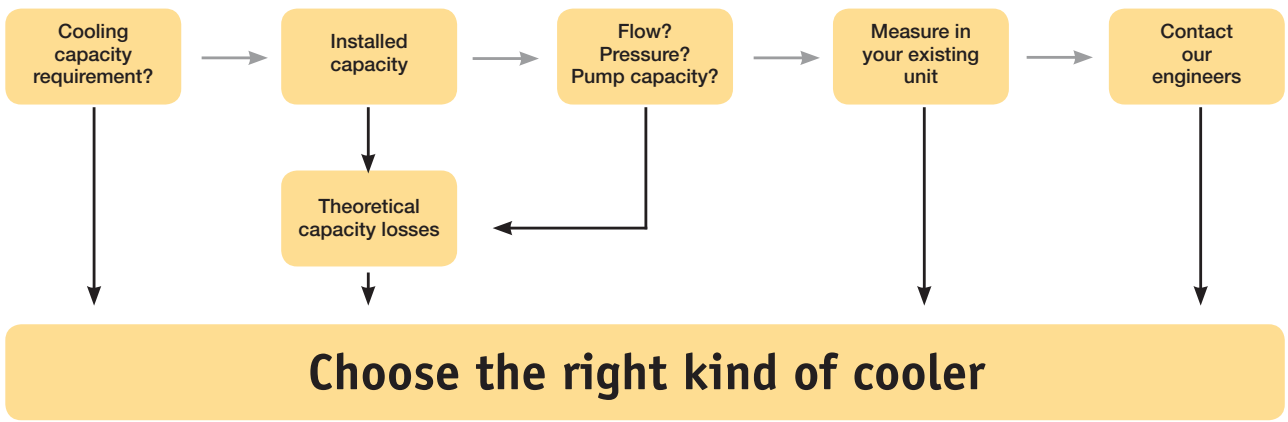 Cooling
capacity
requirement?
Installed
capacity
Flow?
Pressure?
Pump capacity?
Measure in
your existing
unit
Contact
our
engineers
Theoretical
capacity losses
Choose the right kind of cooler